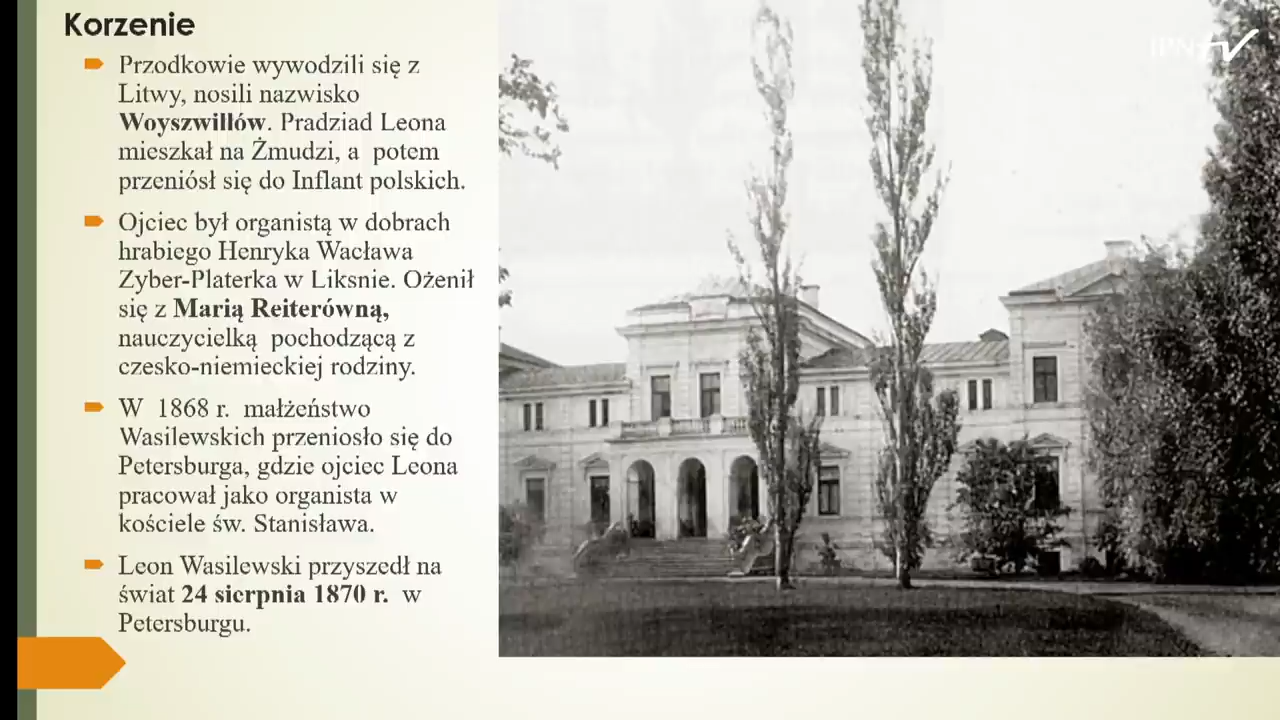 Korzenie
Przodkowie wywodzili się z
Litwy, nosili nazwisko
Woyszwiłłów. Pradziad Leona
mieszkał na Żmudzi, a potem
przeniósł się do Inflant polskich.
Ojciec był organistą w dobrach
hrabiego Henryka Wacława
Zyber-Platerka w Liksnie. Ożenił
się z Marią Reiterówną,
nauczycielką pochodzącą z
czesko-niemieckiej rodziny.
W 1868 r. małżeństwo
Wasilewskich przeniosło się do
Petersburga, gdzie ojciec Leona
pracował jako organista w
kościele św. Stanisława.
Leon Wasilewski przyszedł na
świat 24 sierpnia 1870 r. w
Petersburgu.
IPN tv